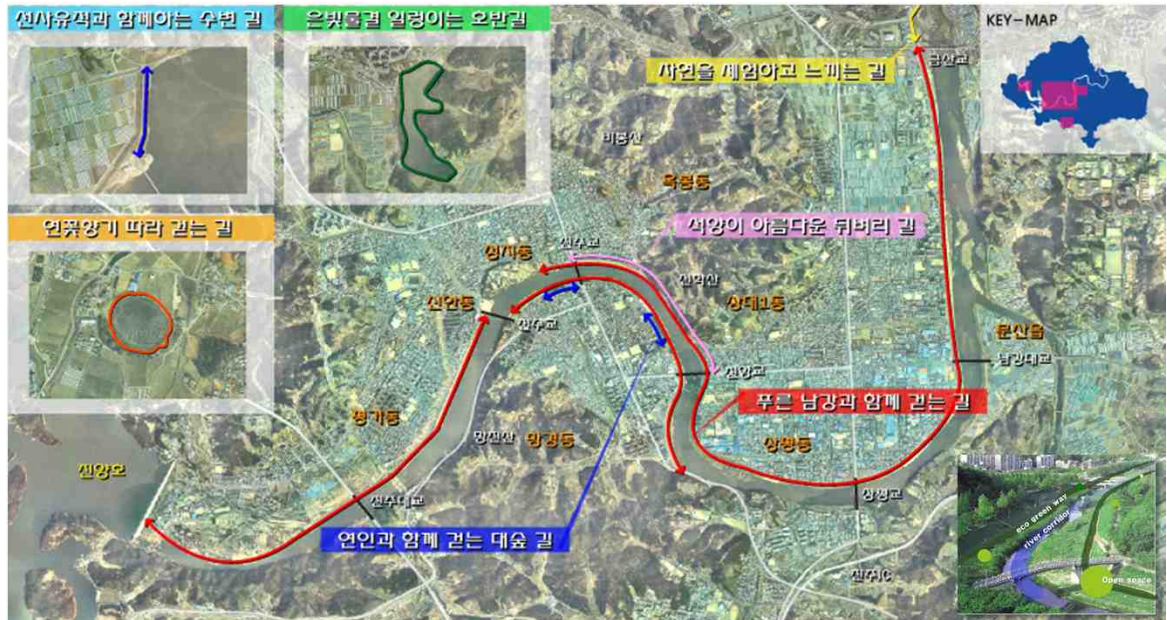 선사유적과 함께하는 수변 길
은빛물결 일렁이는 호반길
KEY-MAP
금산교
자연을 체험하고 느끼는 길
비봉산
옥봉동
연꽃향기 따라 걷는 길
석양이 아름다운 뒤벼리 길
진주교
성지동
선학산
상대1동
신안동
천수교
문산읍
남강대교
진양교
푸른 남강과 함께 걷는 길
평거동
망진산
망경동
상평동
진양호
진주대교
상평교
연인과 함께 걷는 대숲 길
진주IC
eco green way
river corridor
Open space